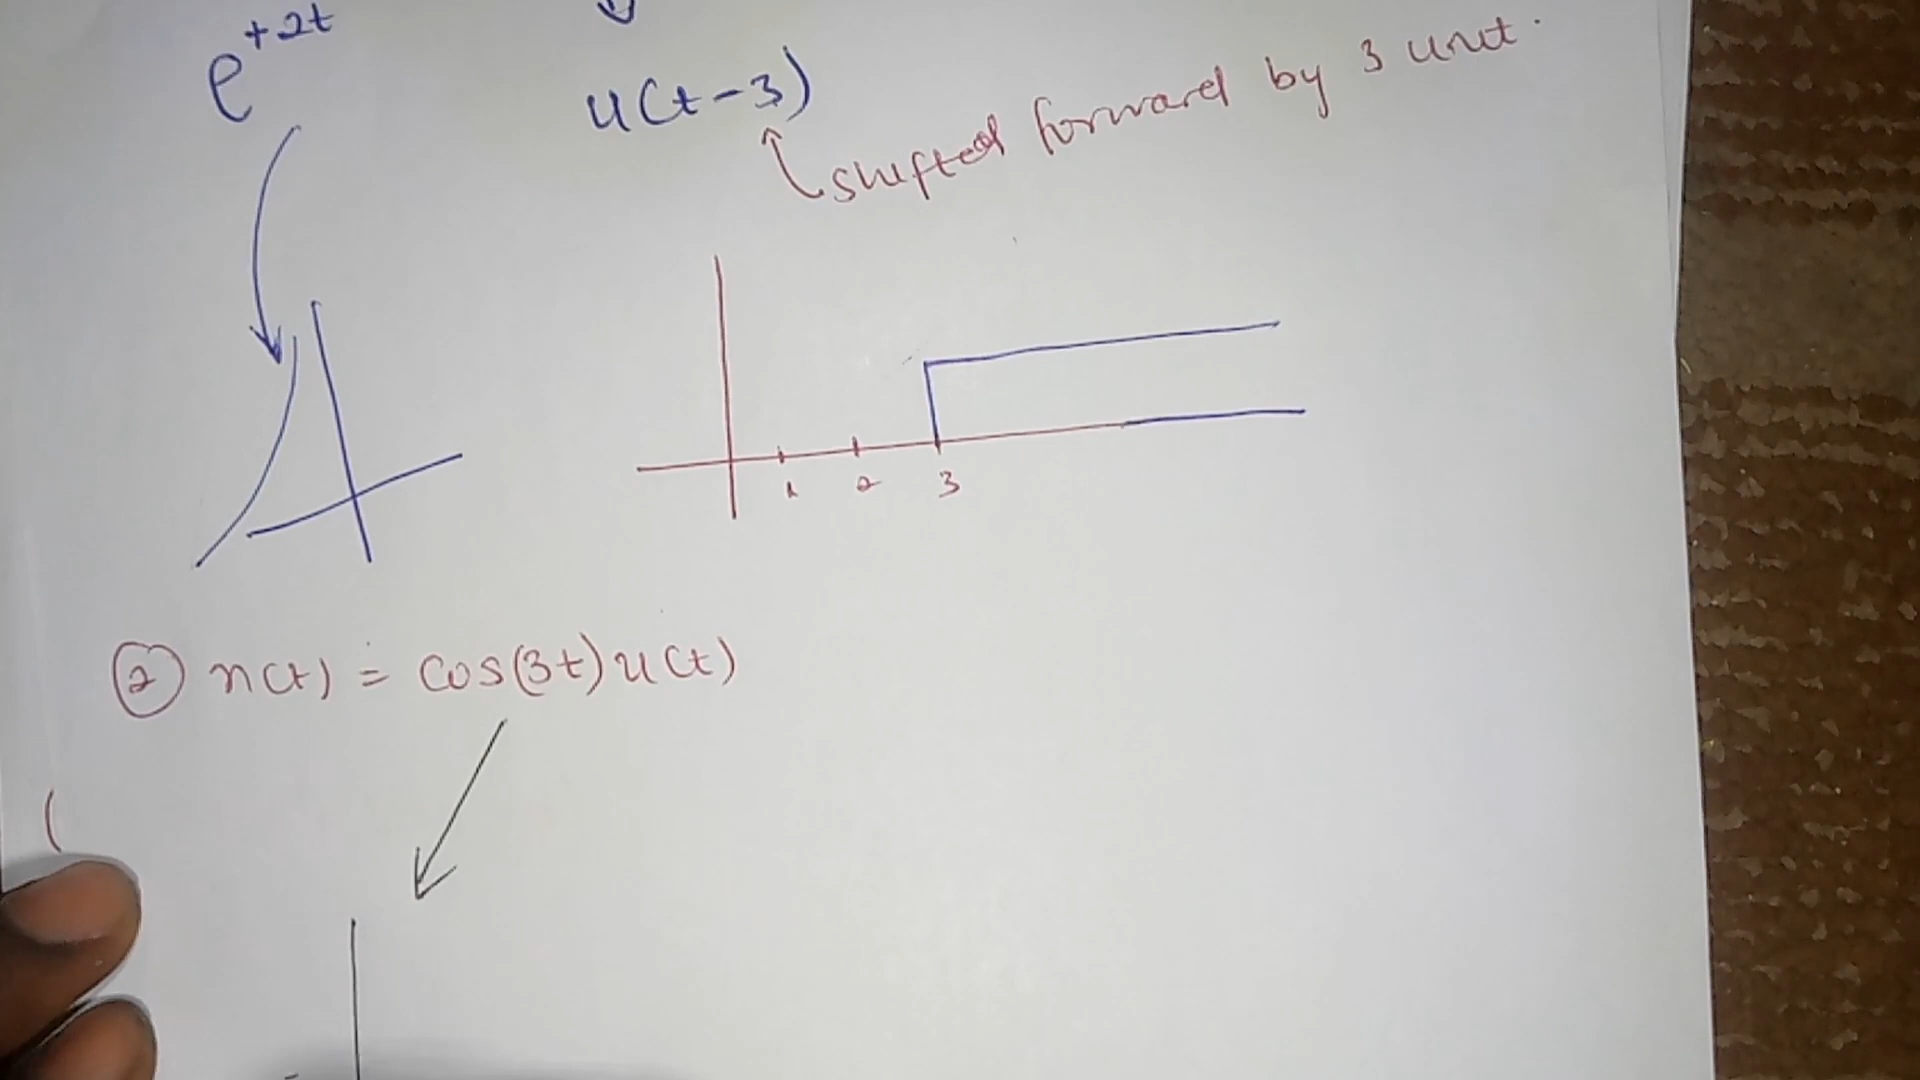 e^{+2t}
u(t-3)
shifted forward by 3 unit.
1 2 3
② x(t) = cos(3t)u(t)
(